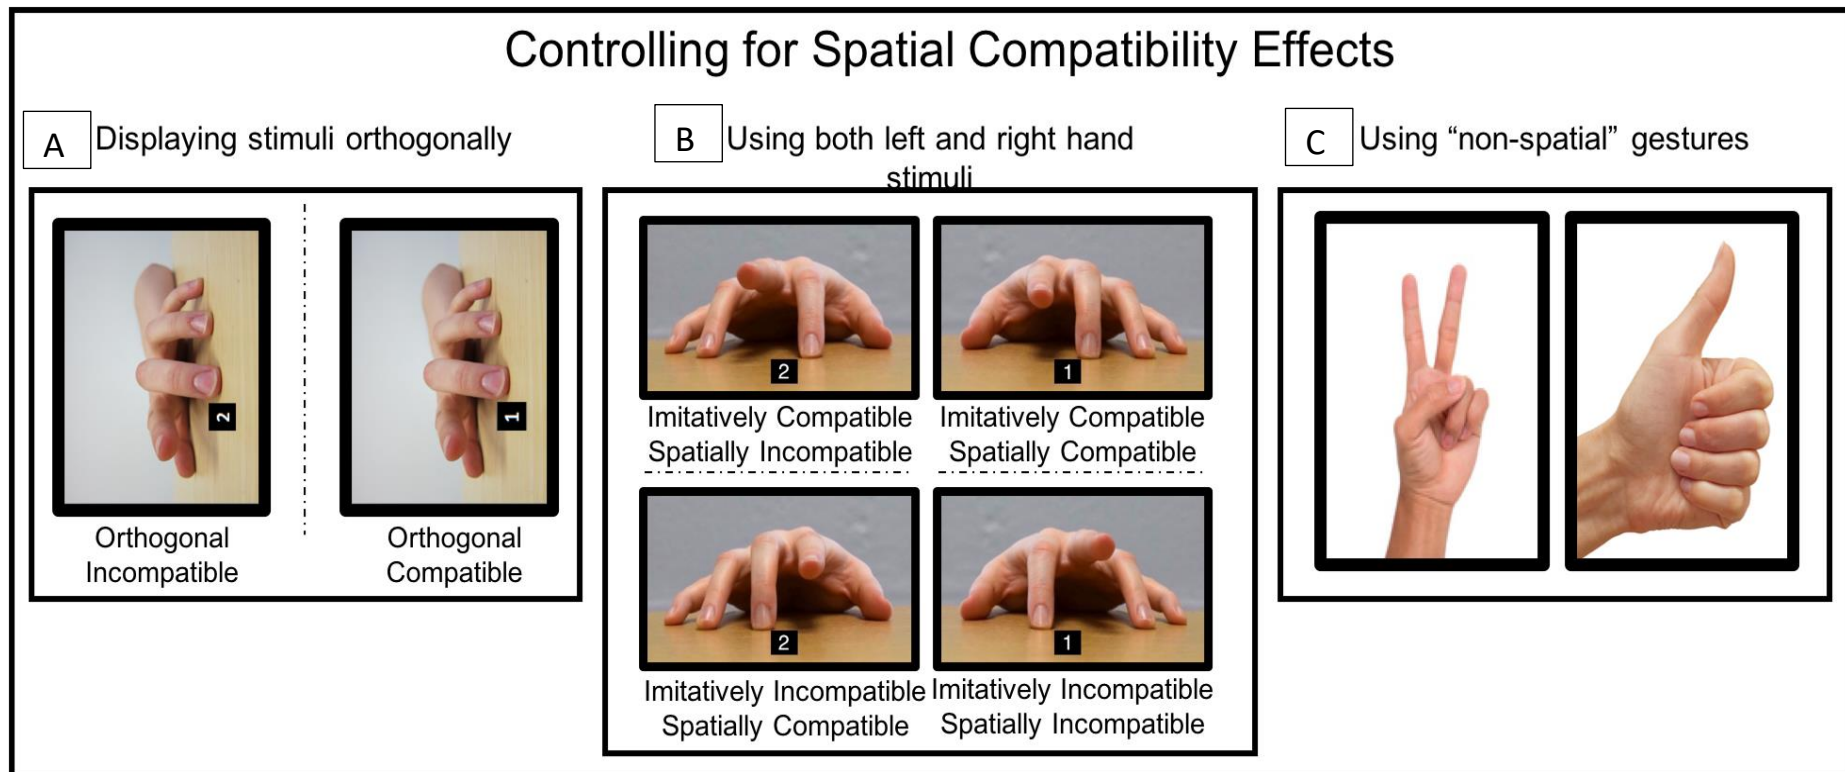 Controlling for Spatial Compatibility Effects
A Displaying stimuli orthogonally
2
1
Orthogonal
Incompatible
Orthogonal
Compatible
B Using both left and right hand
stimuli
2
1
Imitatively Compatible
Spatially Incompatible
Imitatively Compatible
Spatially Compatible
2
1
Imitatively Incompatible
Spatially Compatible
Imitatively Incompatible
Spatially Incompatible
C Using “non-spatial” gestures